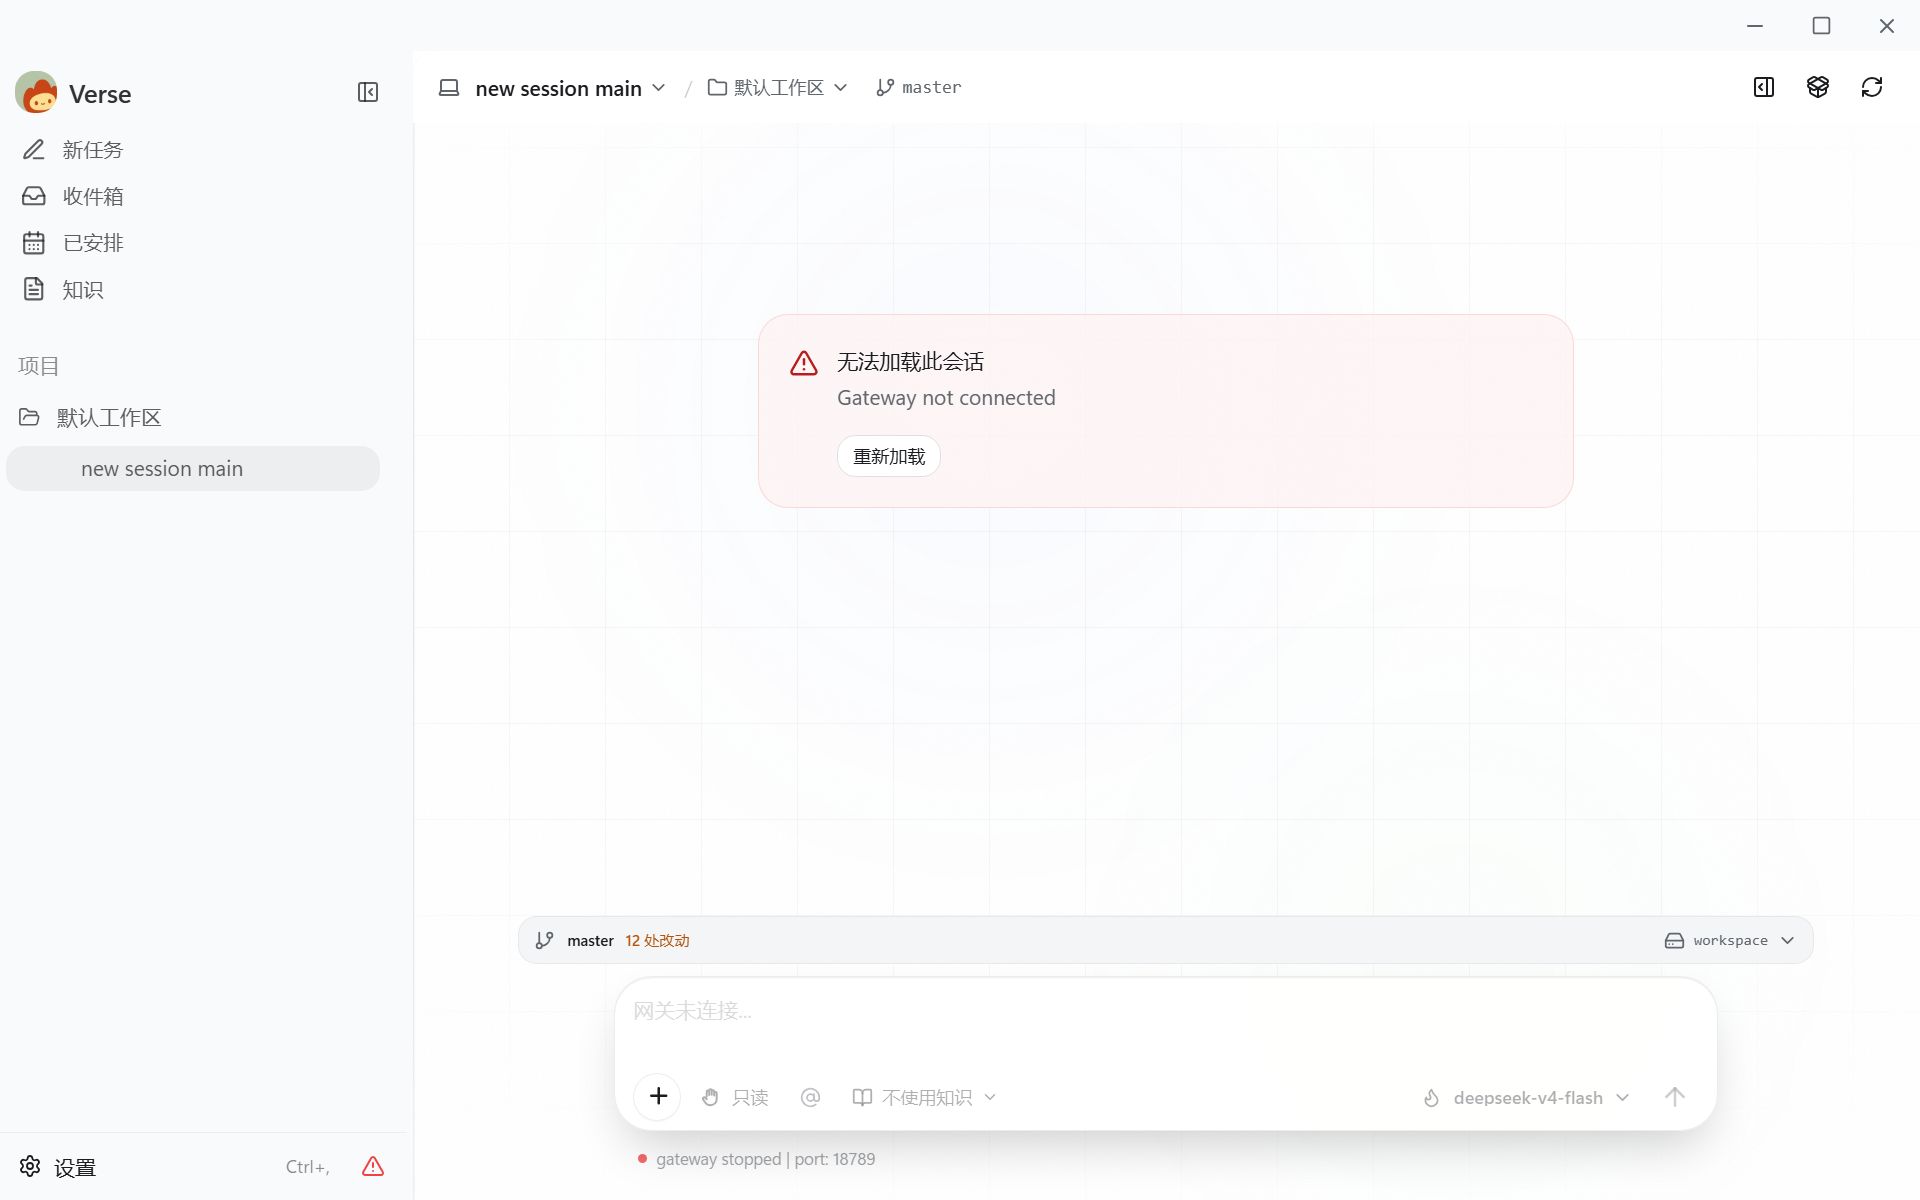 Verse
新任务
收件箱
已安排
知识
项目
默认工作区
new session main
设置
Ctrl+,
new session main / 默认工作区 master
无法加载此会话
Gateway not connected
重新加载
master 12 处改动 workspace
网关未连接...
只读 @ 不使用知识 deepseek-v4-flash
gateway stopped | port: 18789